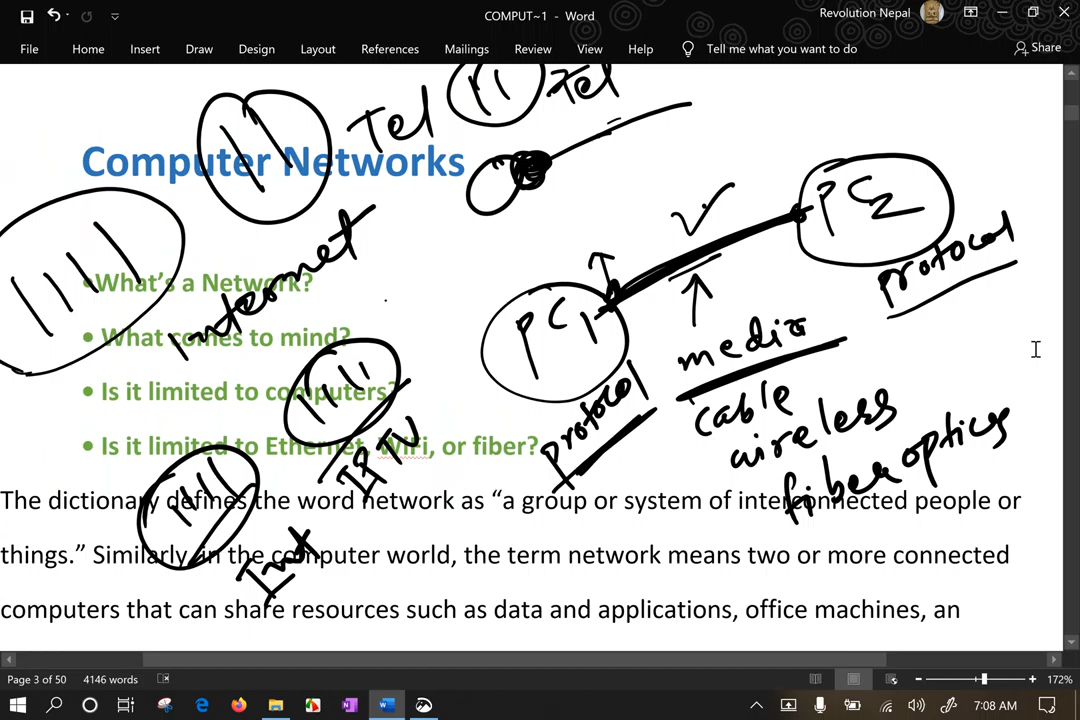 COMPUT~1 - Word
Revolution Nepal
File Home Insert Draw Design Layout References Mailings Review View Help Tell me what you want to do Share
Tel
Tel
Computer Networks
PC2
protocol
• What's a Network?
Internet
PC1
• What comes to mind?
media
• Is it limited to computers?
protocol
cable
wireless
fiber optics
• Is it limited to Ethernet, WiFi, or fiber?
IPTV
The dictionary defines the word network as “a group or system of interconnected people or
things.” Similarly, in the computer world, the term network means two or more connected
Int
computers that can share resources such as data and applications, office machines, an
Page 3 of 50 4146 words 172%
7:08 AM